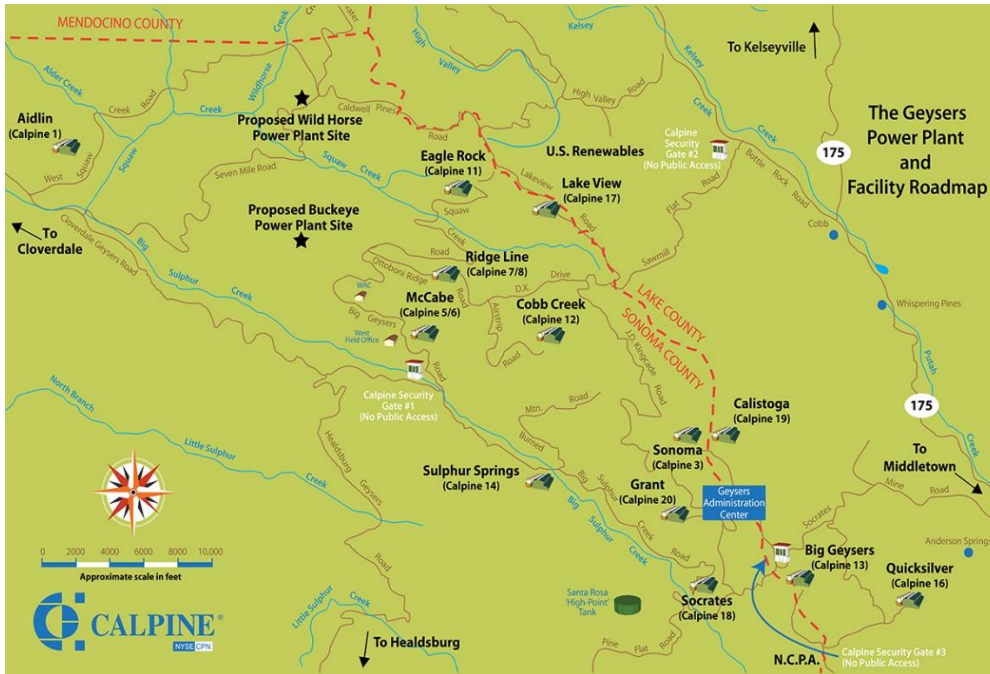 MENDOCINO COUNTY
The Geysers
Power Plant
and
Facility Roadmap
To Kelseyville
175
Kelsey
Creek
Kelsey
Creek
High
Valley
Creek
High Valley Road
Alder Creek
Creek Road
Squaw
West
Squaw
Creek
Wildhorse
Creek
water
Aidlin
(Calpine 1)
Proposed Wild Horse
Power Plant Site
Caldwell Pines
Road
Squaw
Creek
Seven Mile Road
Eagle Rock
(Calpine 11)
U.S. Renewables
Calpine
Security
Gate #2
(No Public Access)
Bottle
Rock
Road
Cobb
Lakeview
Road
Lake View
(Calpine 17)
Sawmill
Flat
Road
Proposed Buckeye
Power Plant Site
To
Cloverdale
Cloverdale Geysers Road
Big
Sulphur
Creek
Squaw
Creek
Road
Ottoboni Ridge
Road
Ridge Line
(Calpine 7/8)
WAC
McCabe
(Calpine 5/6)
Big
Geysers
Road
West
Field Office
D.X.
Drive
Airstrip
Road
Cobb Creek
(Calpine 12)
LAKE COUNTY
SONOMA COUNTY
J.D. Kingcade
Road
Whispering Pines
Putah
Creek
175
To
Middletown
Calpine Security
Gate #1
(No Public Access)
North Branch
Little Sulphur
Creek
Healdsburg
Geysers
Road
Mtn.
Road
Burned
Big
Sulphur
Creek
Road
Big
Sulphur
Creek
Calistoga
(Calpine 19)
Sonoma
(Calpine 3)
Sulphur Springs
(Calpine 14)
Grant
(Calpine 20)
Geysers
Administration
Center
Socrates
Mine
Road
Anderson Springs
Big Geysers
(Calpine 13)
Quicksilver
(Calpine 16)
Socrates
(Calpine 18)
Santa Rosa
'High-Point'
Tank
Pine Flat
Road
N.C.P.A.
Calpine Security Gate #3
(No Public Access)
0 2000 4000 6000 8000 10,000
Approximate scale in feet
CALPINE®
NYSE CPN
Little Sulphur
Creek
To Healdsburg